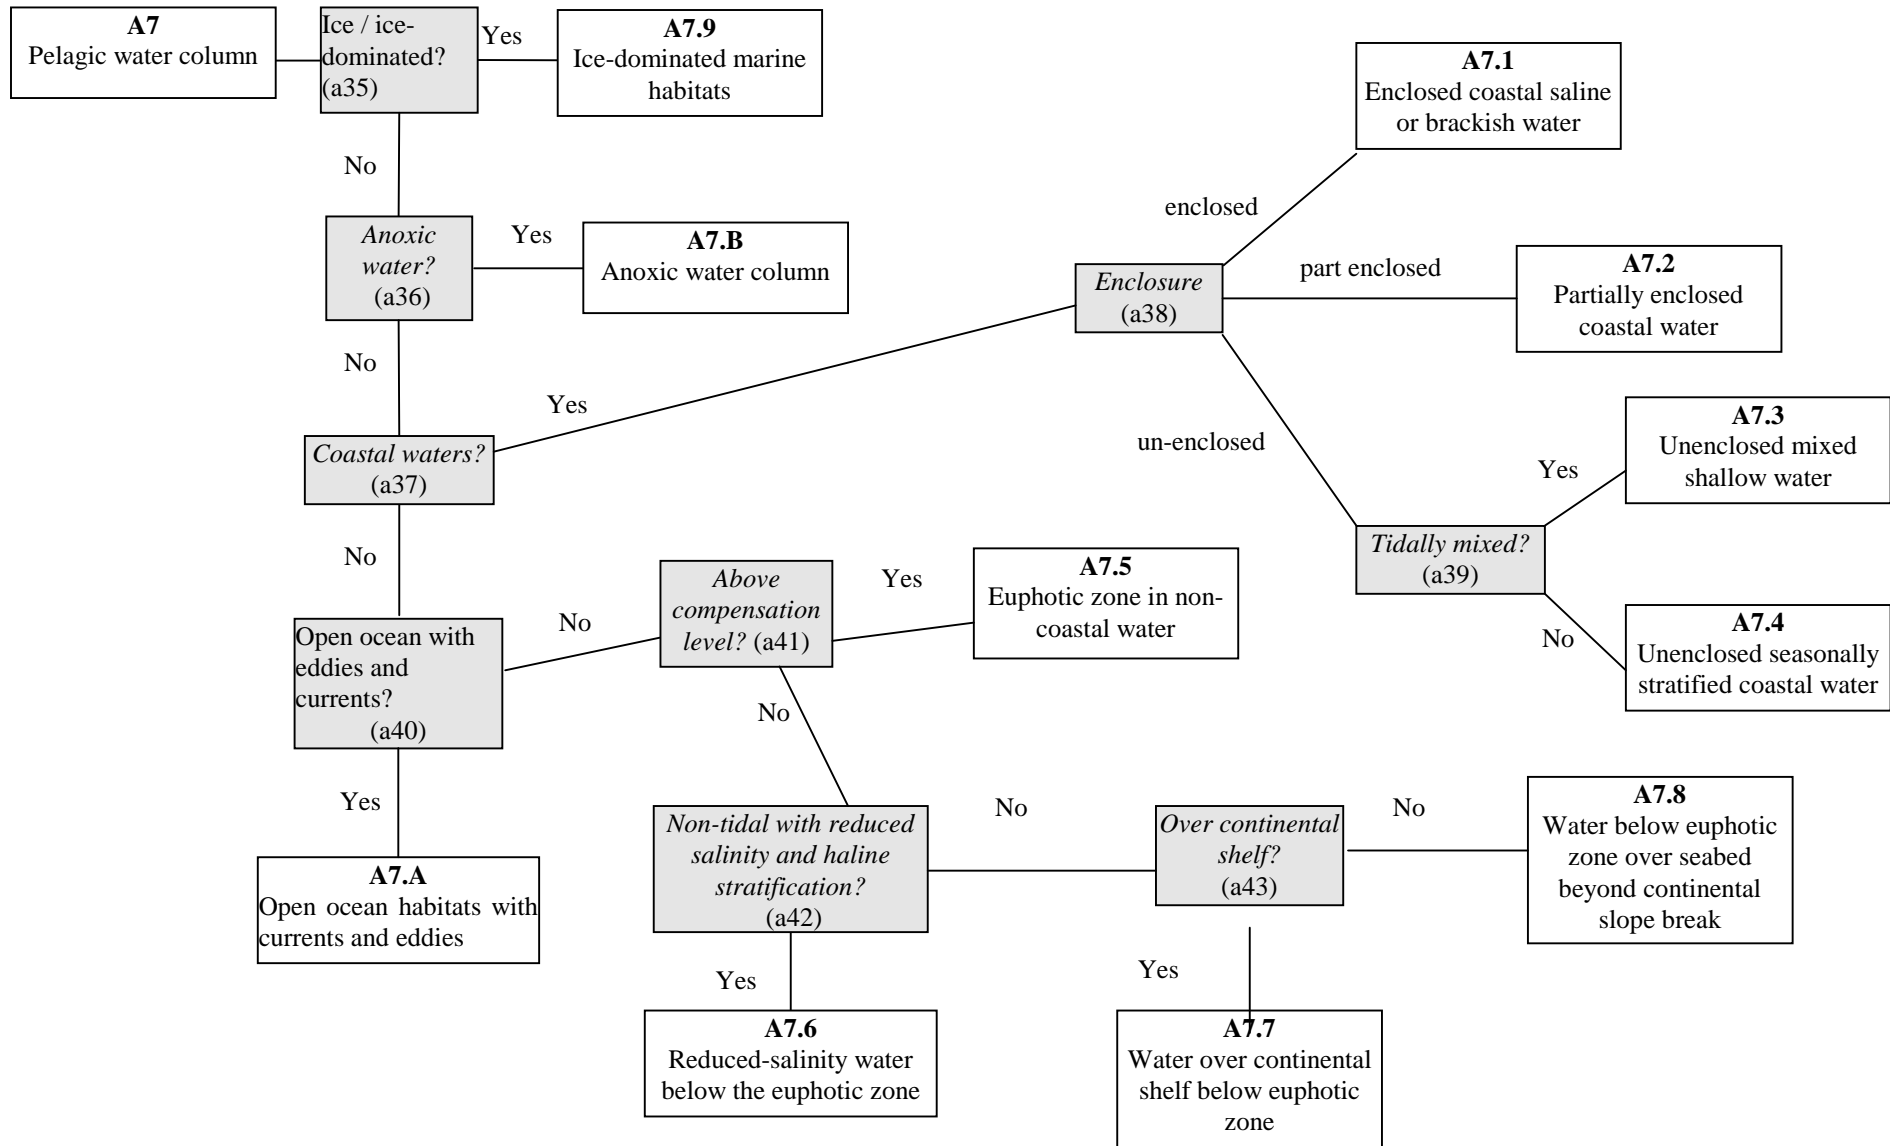 A7
Pelagic water column
Ice / ice-
dominated?
(a35)
Yes
A7.9
Ice-dominated marine
habitats
No
A7.1
Enclosed coastal saline
or brackish water
enclosed
Anoxic
water?
(a36)
Yes
A7.B
Anoxic water column
No
Enclosure
(a38)
part enclosed
A7.2
Partially enclosed
coastal water
Yes
un-enclosed
Coastal waters?
(a37)
A7.3
Unenclosed mixed
shallow water
Yes
Tidally mixed?
(a39)
No
A7.4
Unenclosed seasonally
stratified coastal water
No
Open ocean with
eddies and
currents?
(a40)
No
Above
compensation
level? (a41)
Yes
A7.5
Euphotic zone in non-
coastal water
No
Yes
A7.A
Open ocean habitats with
currents and eddies
Non-tidal with reduced
salinity and haline
stratification?
(a42)
No
Over continental
shelf?
(a43)
No
A7.8
Water below euphotic
zone over seabed
beyond continental
slope break
Yes
A7.6
Reduced-salinity water
below the euphotic zone
Yes
A7.7
Water over continental
shelf below euphotic
zone